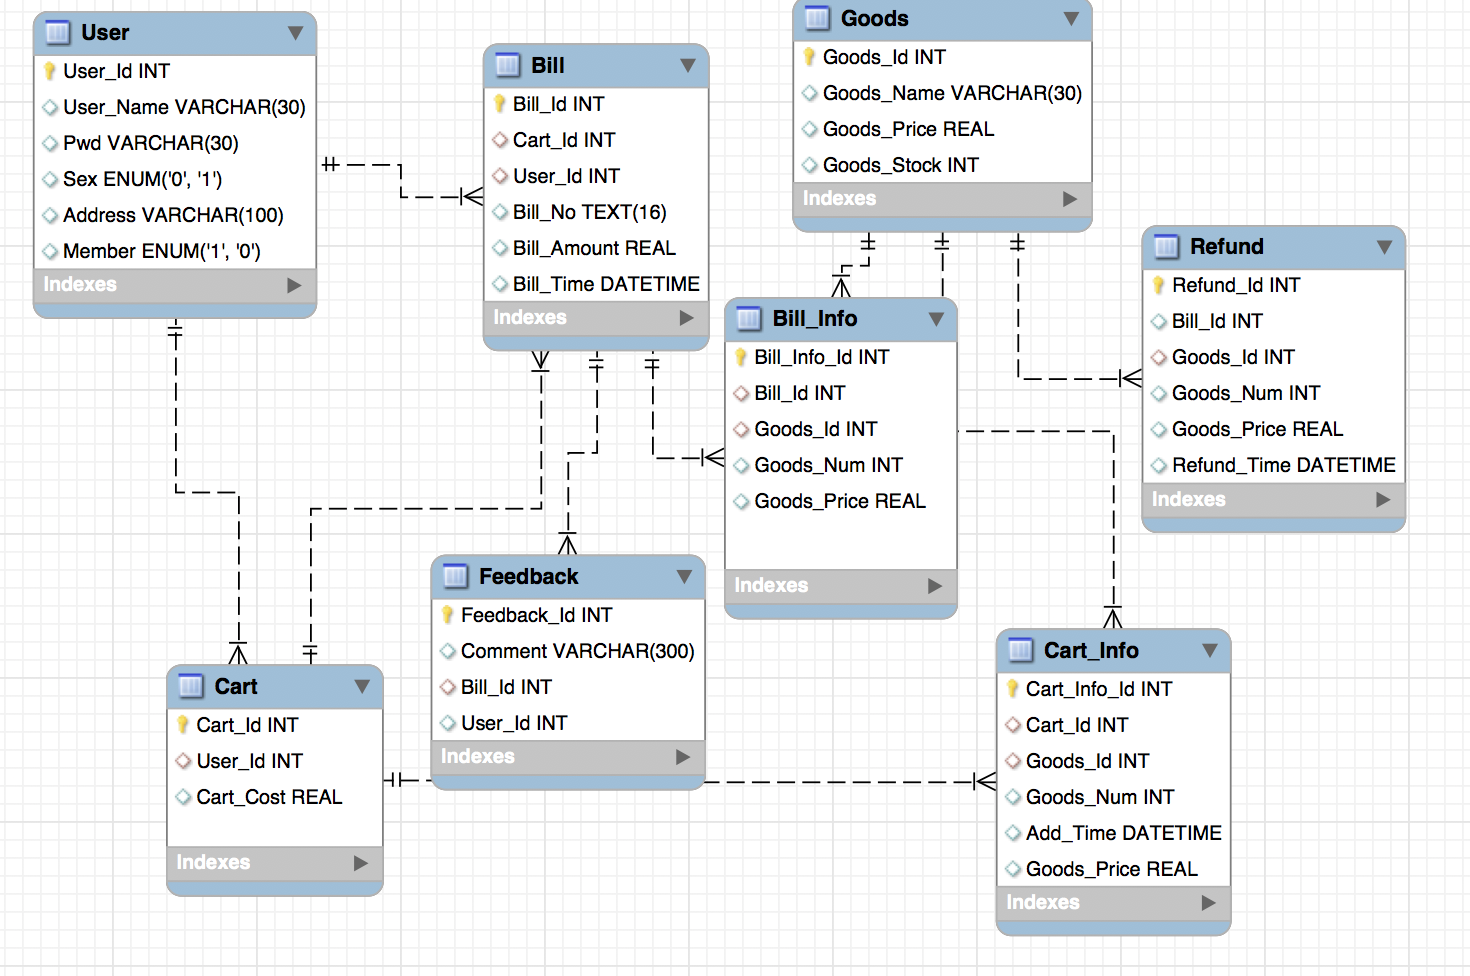 User
User_Id INT
User_Name VARCHAR(30)
Pwd VARCHAR(30)
Sex ENUM('0', '1')
Address VARCHAR(100)
Member ENUM('1', '0')
Indexes
Bill
Bill_Id INT
Cart_Id INT
User_Id INT
Bill_No TEXT(16)
Bill_Amount REAL
Bill_Time DATETIME
Indexes
Goods
Goods_Id INT
Goods_Name VARCHAR(30)
Goods_Price REAL
Goods_Stock INT
Indexes
Refund
Refund_Id INT
Bill_Id INT
Goods_Id INT
Goods_Num INT
Goods_Price REAL
Refund_Time DATETIME
Indexes
Bill_Info
Bill_Info_Id INT
Bill_Id INT
Goods_Id INT
Goods_Num INT
Goods_Price REAL
Indexes
Feedback
Feedback_Id INT
Comment VARCHAR(300)
Bill_Id INT
User_Id INT
Indexes
Cart
Cart_Id INT
User_Id INT
Cart_Cost REAL
Indexes
Cart_Info
Cart_Info_Id INT
Cart_Id INT
Goods_Id INT
Goods_Num INT
Add_Time DATETIME
Goods_Price REAL
Indexes